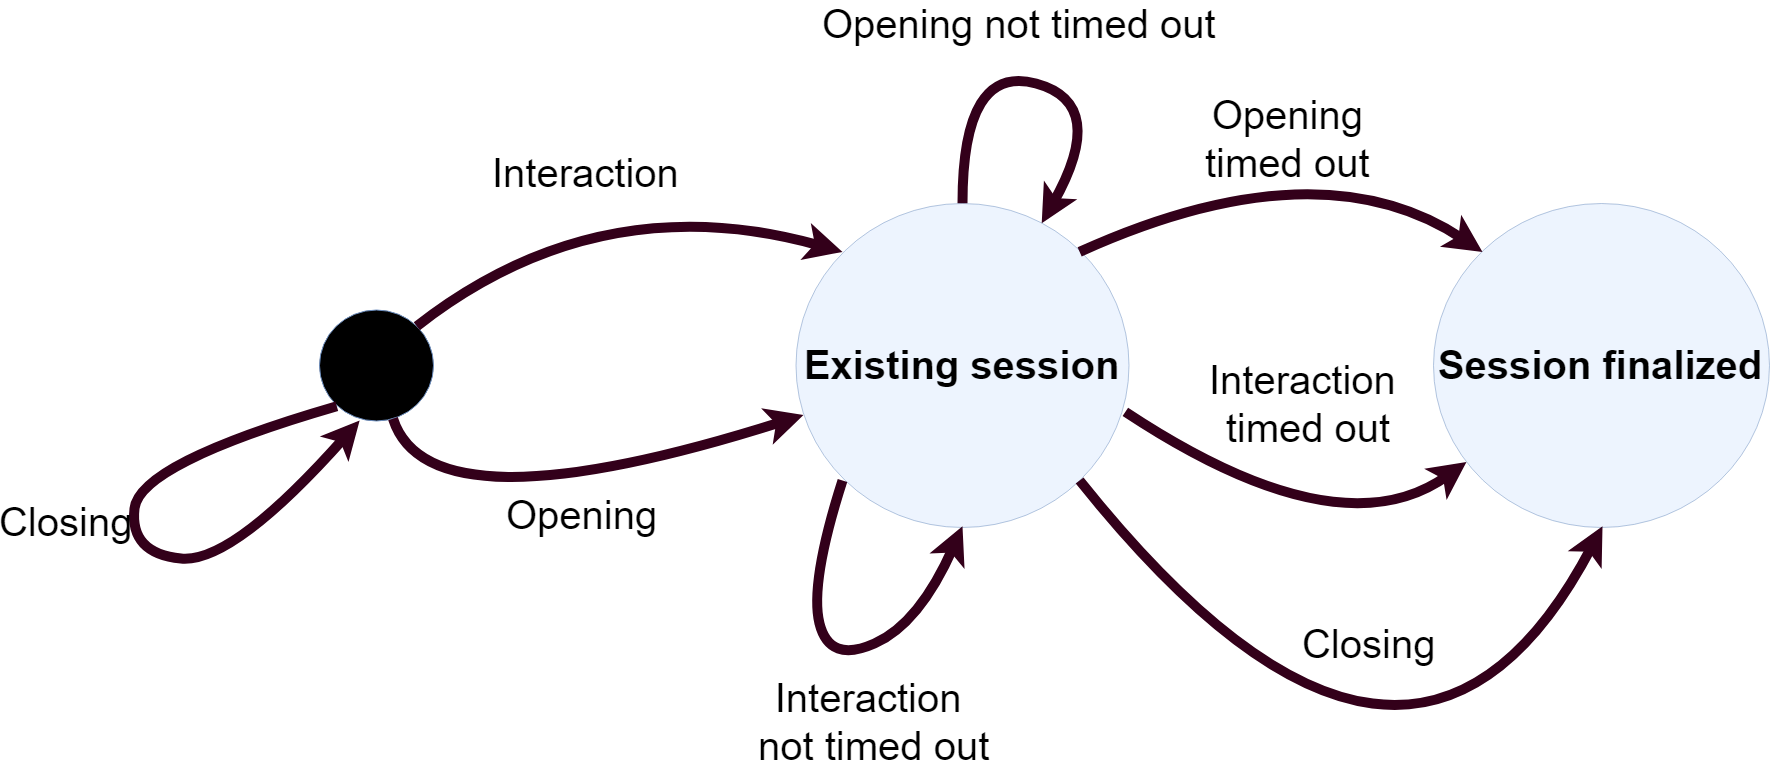 Opening not timed out
Opening
timed out
Interaction
Existing session
Session finalized
Interaction
timed out
Closing
Opening
Closing
Interaction
not timed out